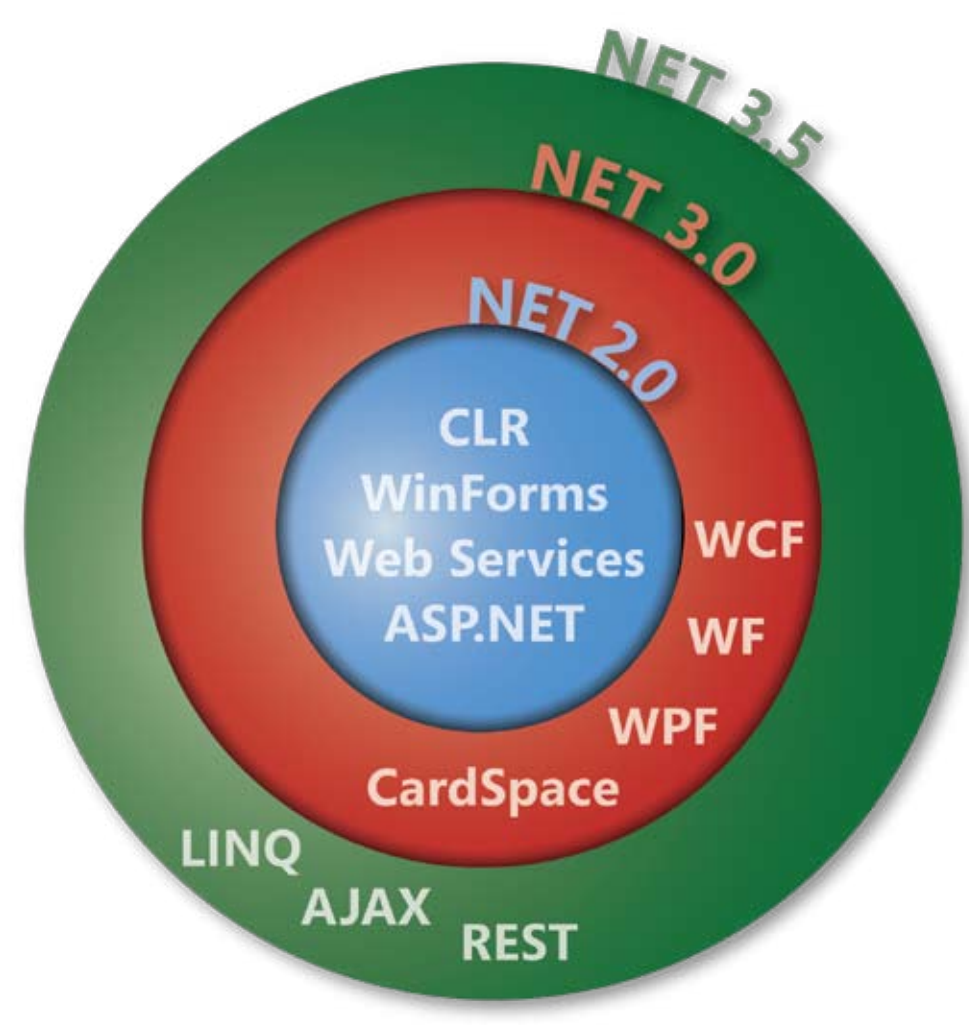 NET 3.5
NET 3.0
NET 2.0
CLR
WinForms
Web Services
ASP.NET
WCF
WF
WPF
CardSpace
LINQ
AJAX
REST